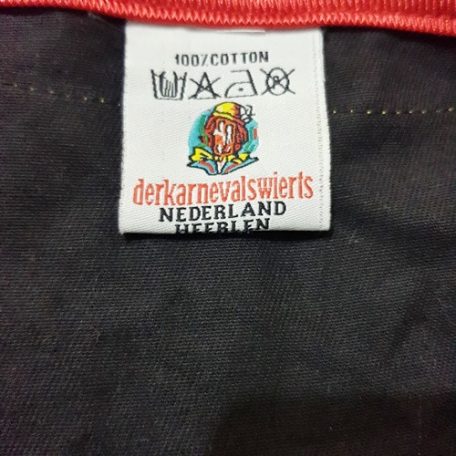 100% COTTON
derkarnevalswierts
NEDERLAND
HEERLEN